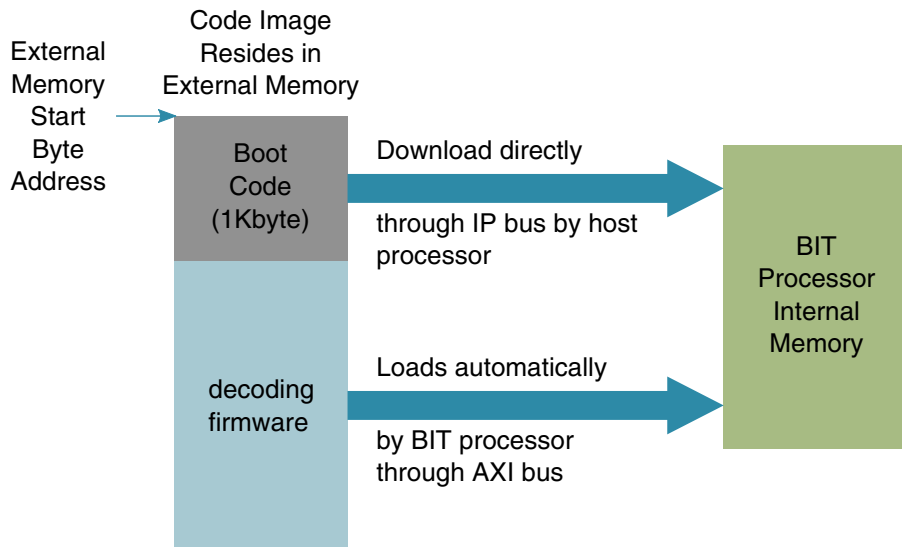 Code Image
Resides in
External Memory
External
Memory
Start
Byte
Address
Boot
Code
(1Kbyte)
Download directly
through IP bus by host
processor
BIT
Processor
Internal
Memory
decoding
firmware
Loads automatically
by BIT processor
through AXI bus